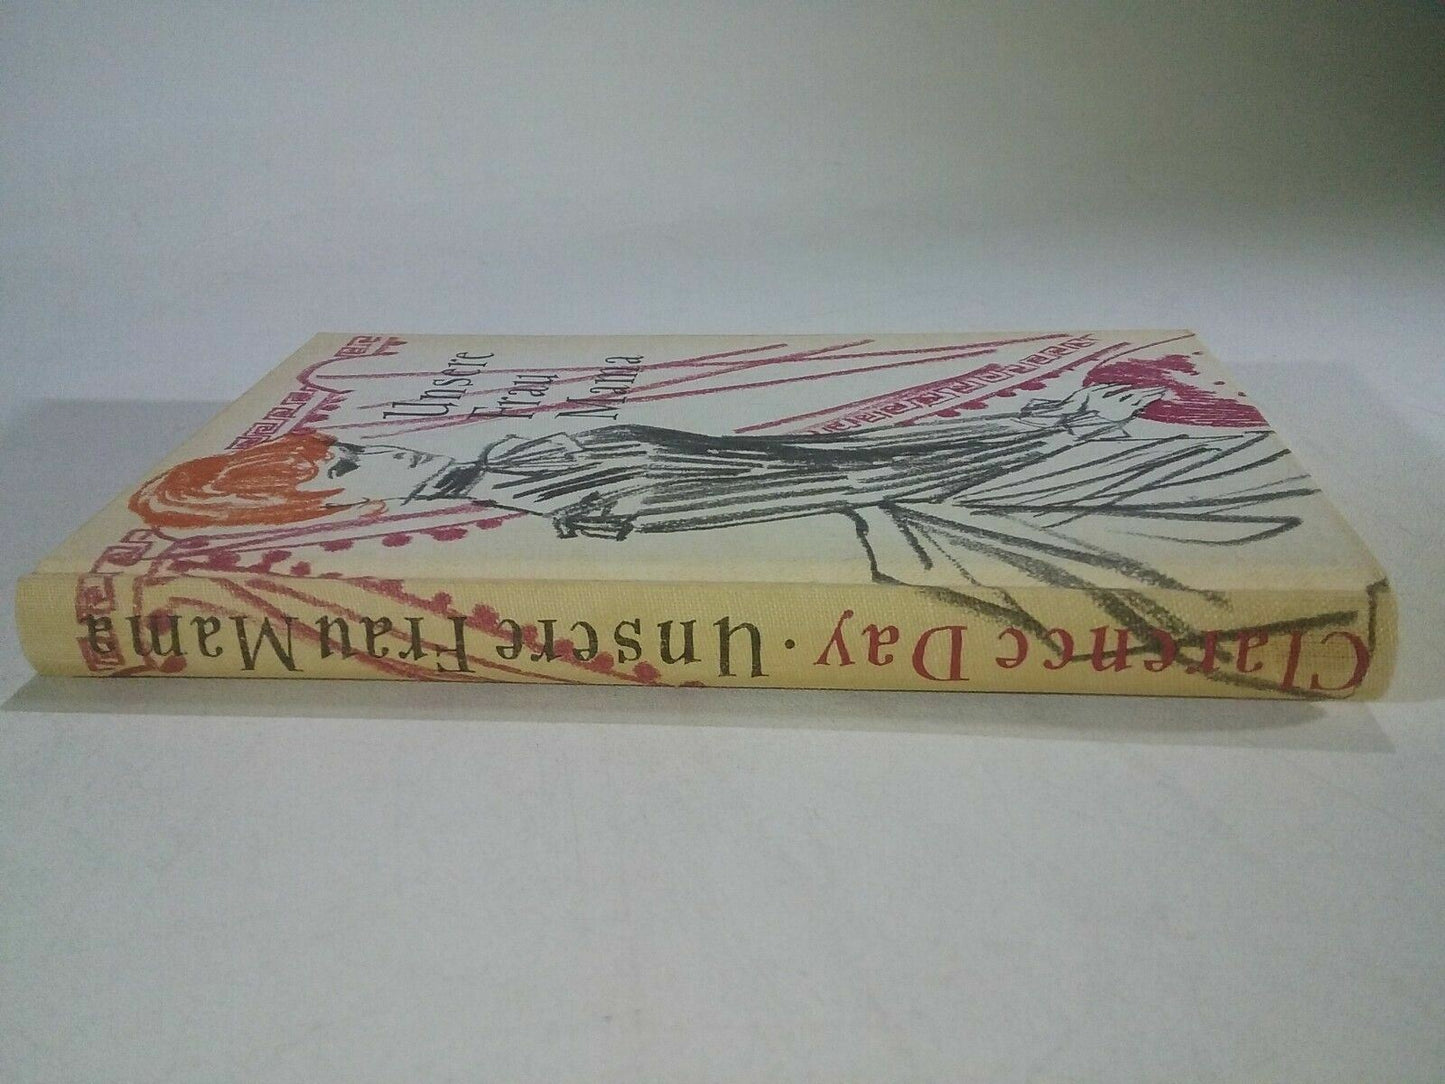 Unsere
Frau
Mama
Clarence Day · Unsere Frau Mama